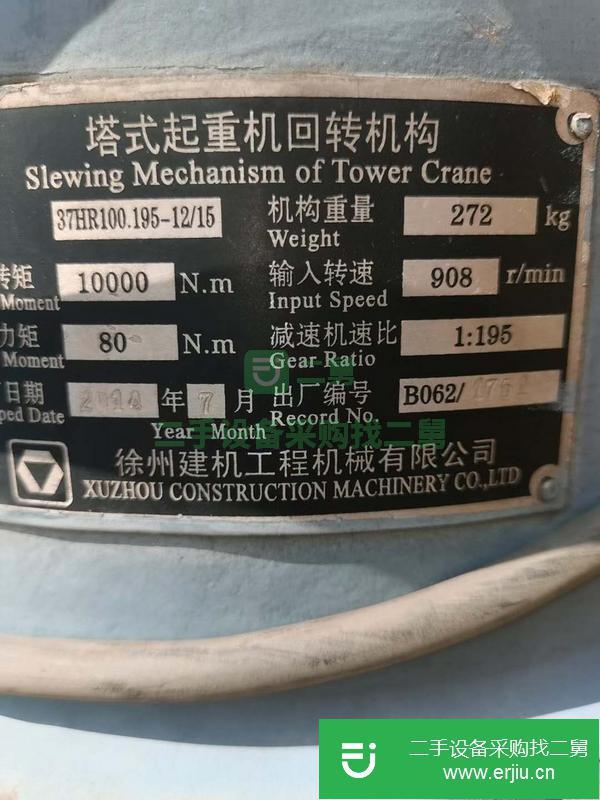 塔式起重机回转机构
Slewing Mechanism of Tower Crane
37HR100.195-12/15 机构重量 272 kg
Weight
转矩 10000 N.m 输入转速 908 r/min
Moment Input Speed
力矩 80 N.m 减速机速比 1:195
Moment Gear Ratio
日期 年 7 月 出厂编号 B062/
ped Date Year Month Record No.
二手设备采购找二舅
徐州建机工程机械有限公司
XUZHOU CONSTRUCTION MACHINERY CO.,LTD
二舅
二手设备采购找二舅
www.erjiu.cn